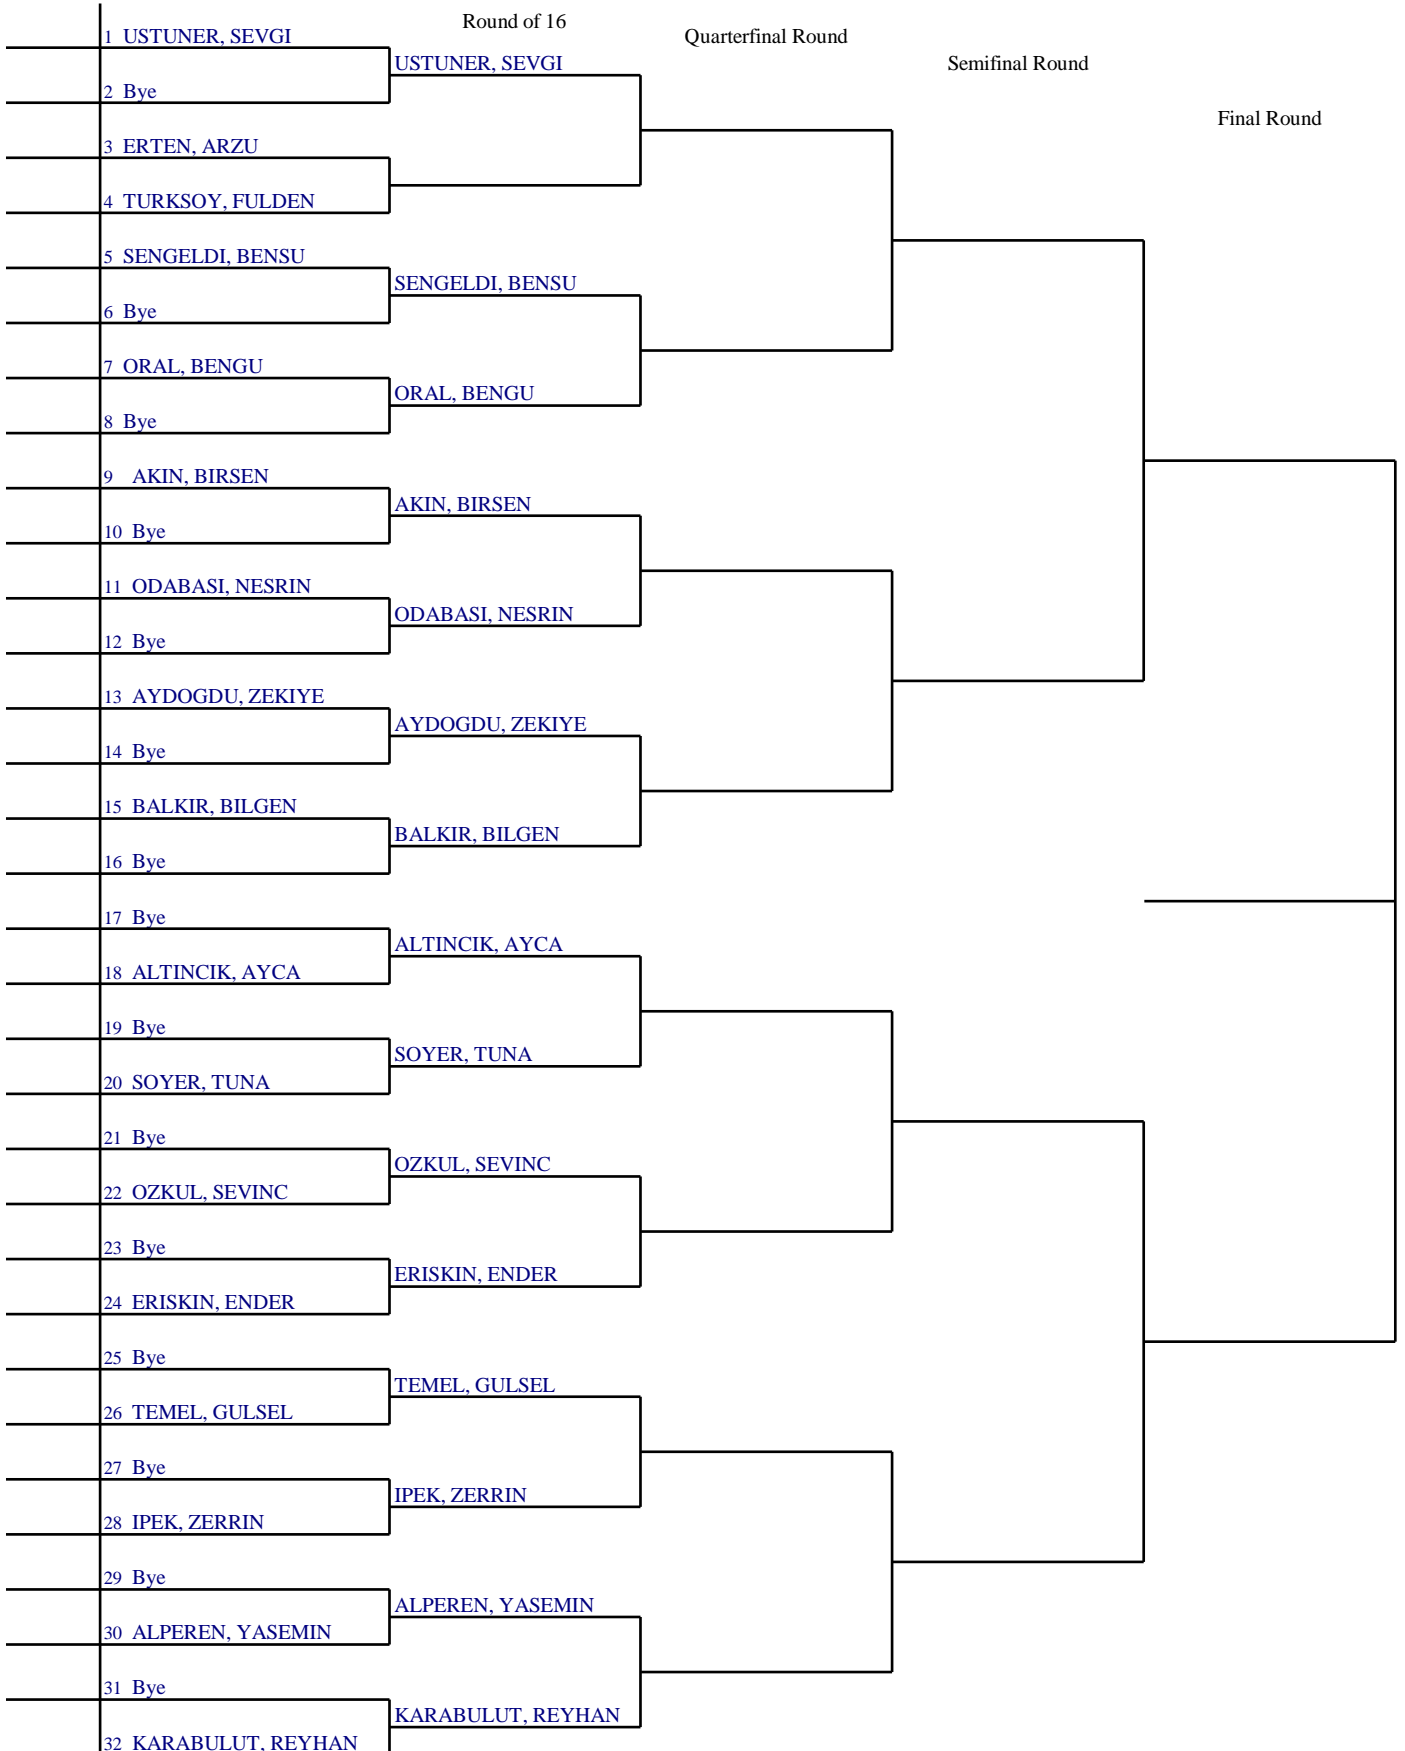 Round of 16
Quarterfinal Round
Semifinal Round
Final Round
1 USTUNER, SEVGI
USTUNER, SEVGI
2 Bye
3 ERTEN, ARZU
4 TURKSOY, FULDEN
5 SENGELDI, BENSU
SENGELDI, BENSU
6 Bye
7 ORAL, BENGU
ORAL, BENGU
8 Bye
9 AKIN, BIRSEN
AKIN, BIRSEN
10 Bye
11 ODABASI, NESRIN
ODABASI, NESRIN
12 Bye
13 AYDOGDU, ZEKIYE
AYDOGDU, ZEKIYE
14 Bye
15 BALKIR, BILGEN
BALKIR, BILGEN
16 Bye
17 Bye
ALTINCIK, AYCA
18 ALTINCIK, AYCA
19 Bye
SOYER, TUNA
20 SOYER, TUNA
21 Bye
OZKUL, SEVINC
22 OZKUL, SEVINC
23 Bye
ERISKIN, ENDER
24 ERISKIN, ENDER
25 Bye
TEMEL, GULSEL
26 TEMEL, GULSEL
27 Bye
IPEK, ZERRIN
28 IPEK, ZERRIN
29 Bye
ALPEREN, YASEMIN
30 ALPEREN, YASEMIN
31 Bye
KARABULUT, REYHAN
32 KARABULUT, REYHAN